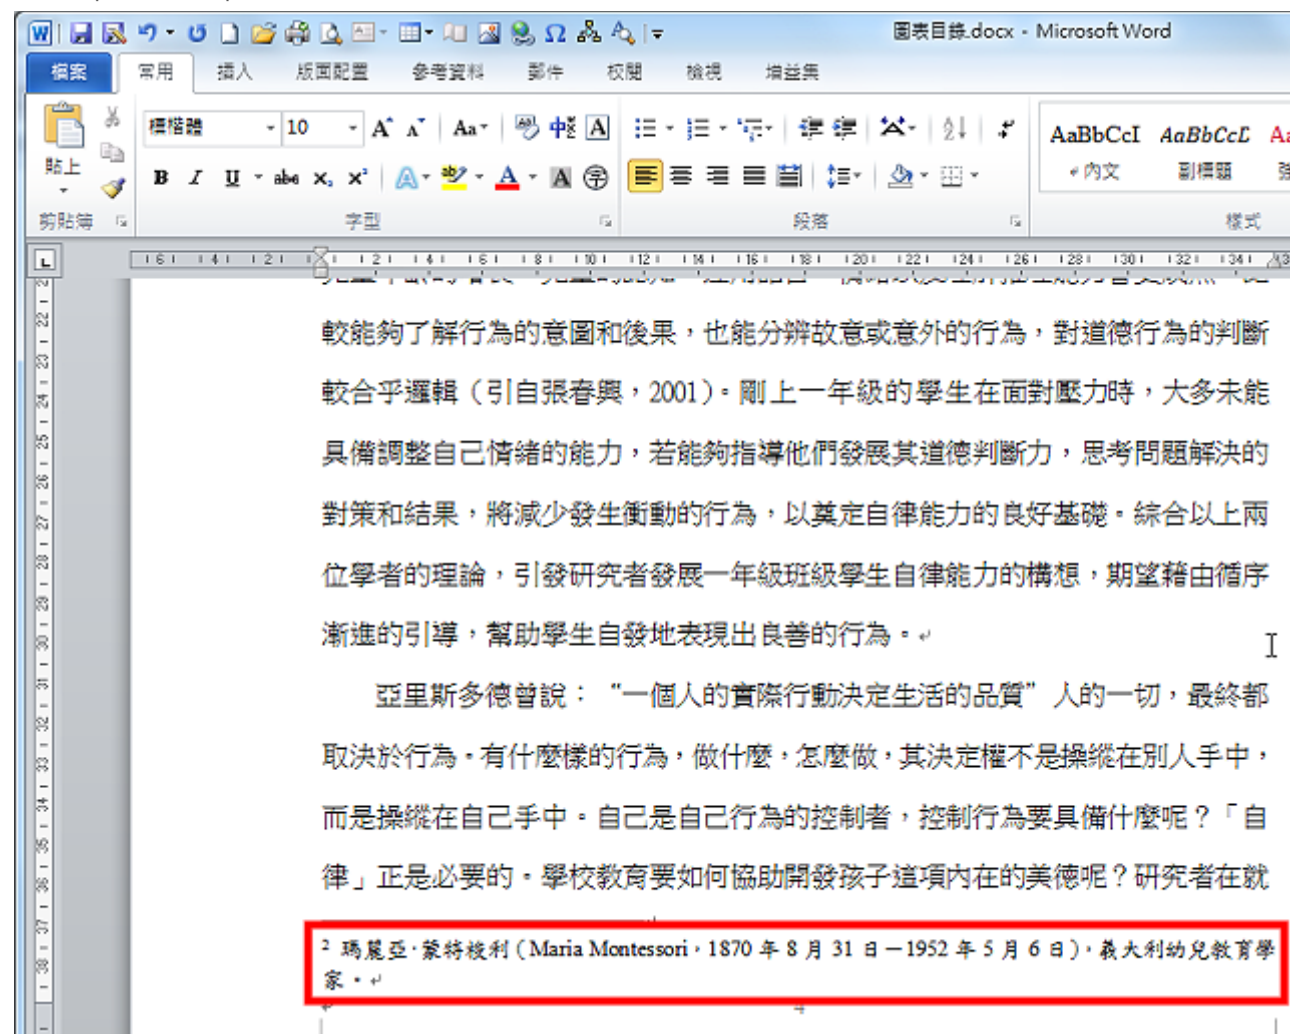 圖表目錄.docx - Microsoft Word
檔案 常用 插入 版面配置 參考資料 郵件 校閱 檢視 增益集
標楷體 10
AaBbCcI AaBbCcL Aa
貼上
內文 副標題 強
剪貼簿 字型 段落 樣式
較能夠了解行為的意圖和後果，也能分辨故意或意外的行為，對道德行為的判斷
較合乎邏輯（引自張春興，2001）。剛上一年級的學生在面對壓力時，大多未能
具備調整自己情緒的能力，若能夠指導他們發展其道德判斷力，思考問題解決的
對策和結果，將減少發生衝動的行為，以奠定自律能力的良好基礎。綜合以上兩
位學者的理論，引發研究者發展一年級班級學生自律能力的構想，期望藉由循序
漸進的引導，幫助學生自發地表現出良善的行為。
亞里斯多德曾說：“一個人的實際行動決定生活的品質”人的一切，最終都
取決於行為。有什麼樣的行為，做什麼，怎麼做，其決定權不是操縱在別人手中，
而是操縱在自己手中。自己是自己行為的控制者，控制行為要具備什麼呢？「自
律」正是必要的。學校教育要如何協助開發孩子這項內在的美德呢？研究者在就
2 瑪麗亞·蒙特梭利（Maria Montessori，1870 年 8 月 31 日－1952 年 5 月 6 日），義大利幼兒教育學
家。